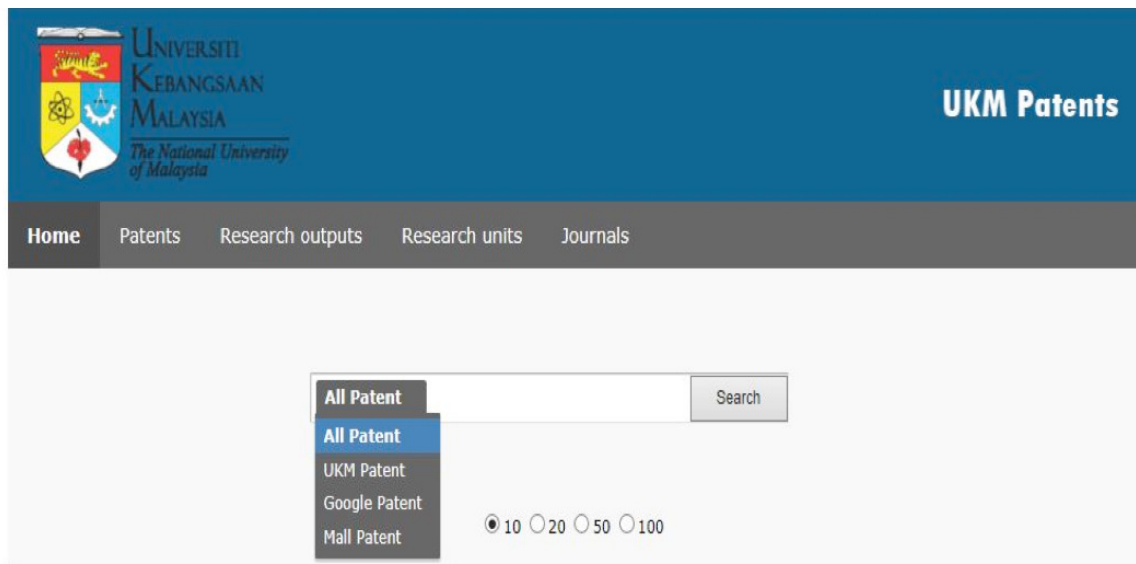 UNIVERSITI
KEBANGSAAN
MALAYSIA
The National University
of Malaysia
UKM Patents
Home Patents Research outputs Research units Journals
All Patent Search
All Patent
UKM Patent
Google Patent
Mall Patent
10 20 50 100